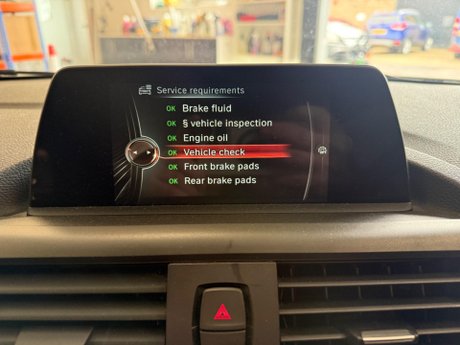 Service requirements
OK Brake fluid
OK § vehicle inspection
OK Engine oil
OK Vehicle check
OK Front brake pads
OK Rear brake pads